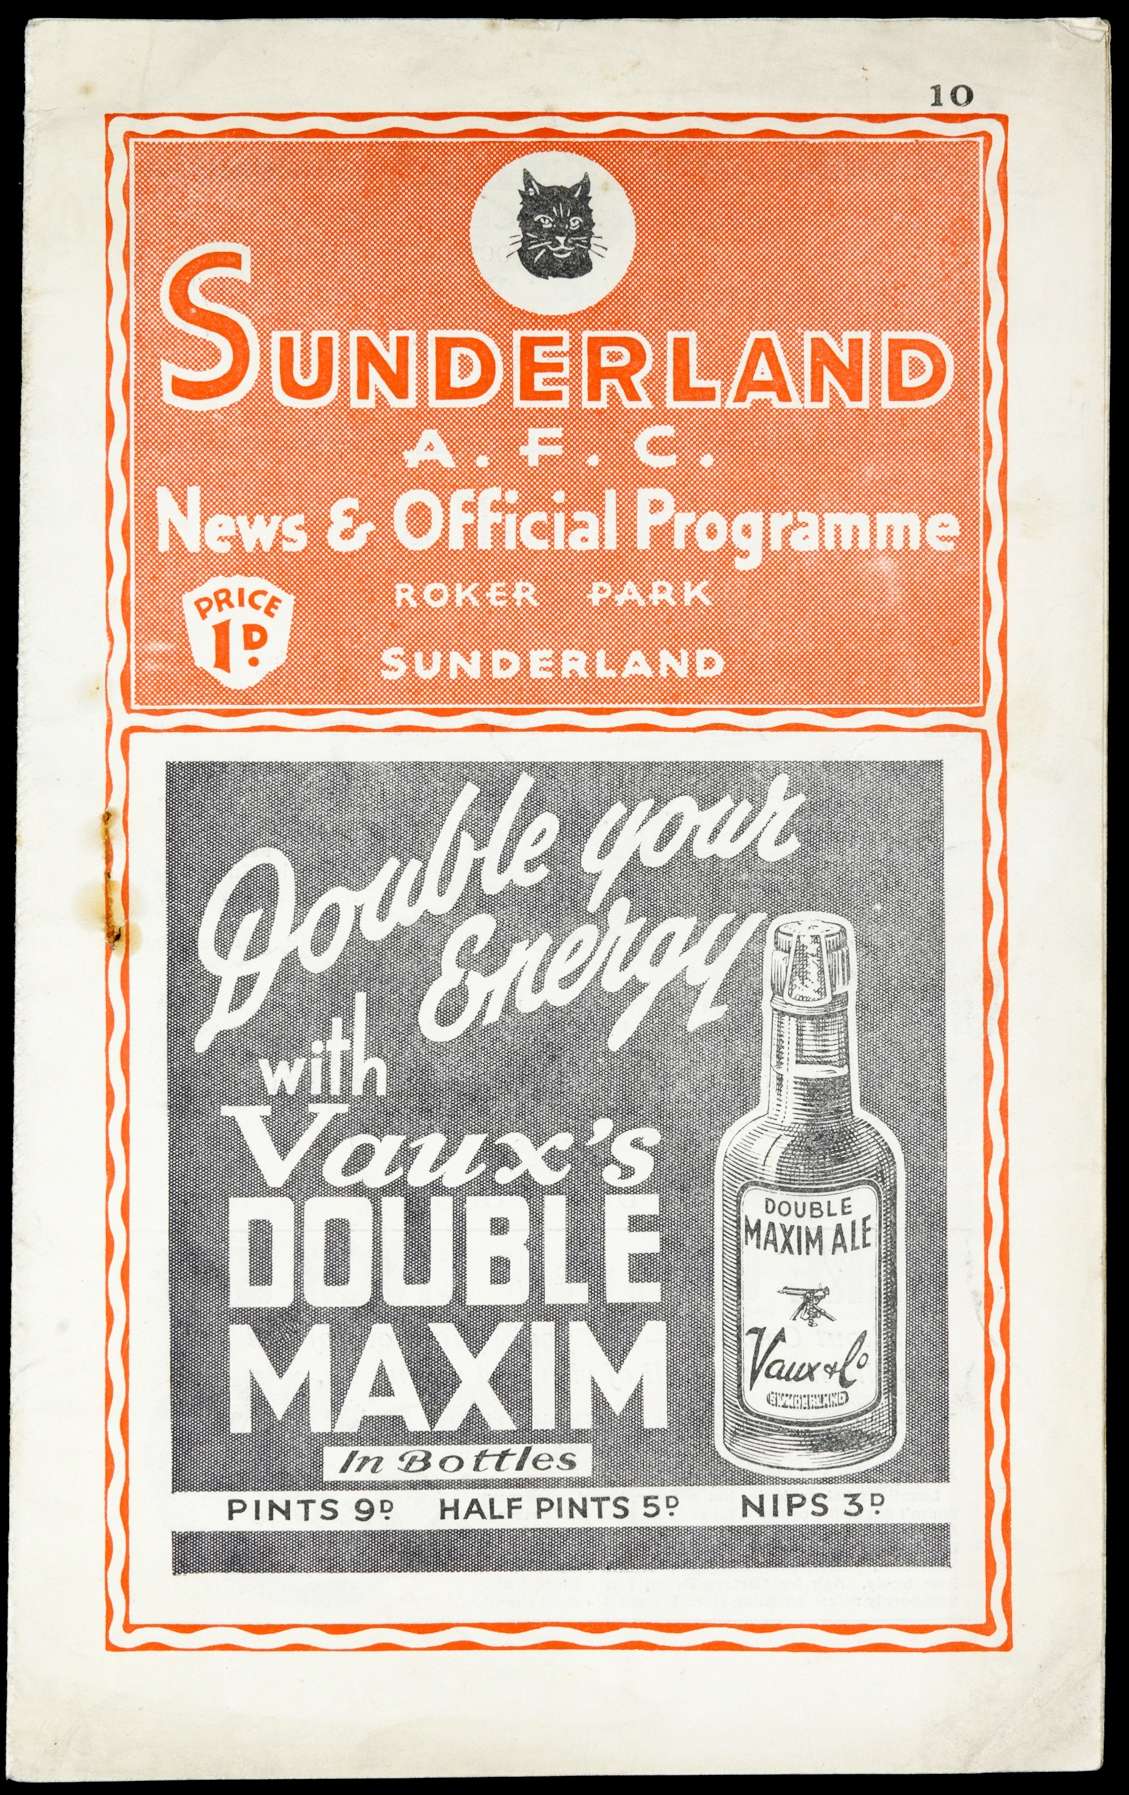 10
SUNDERLAND
A. F. C.
News & Official Programme
ROKER PARK
SUNDERLAND
PRICE
1D.
Double your
Energy
with
Vaux's
DOUBLE
MAXIM
In Bottles
DOUBLE
MAXIM ALE
Vaux & Co
SUNDERLAND
PINTS 9D. HALF PINTS 5D. NIPS 3D.